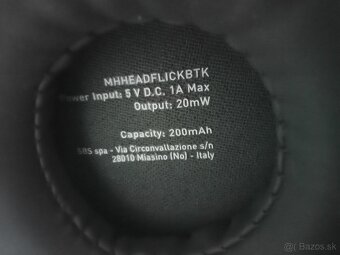 MHHEADFLICKBTK
Power Input: 5 V D.C. 1A Max
Output: 20mW
Capacity: 200mAh
SBS spa - Via Circonvallazione s/n
28010 Miasino (No) - Italy
Bazos.sk